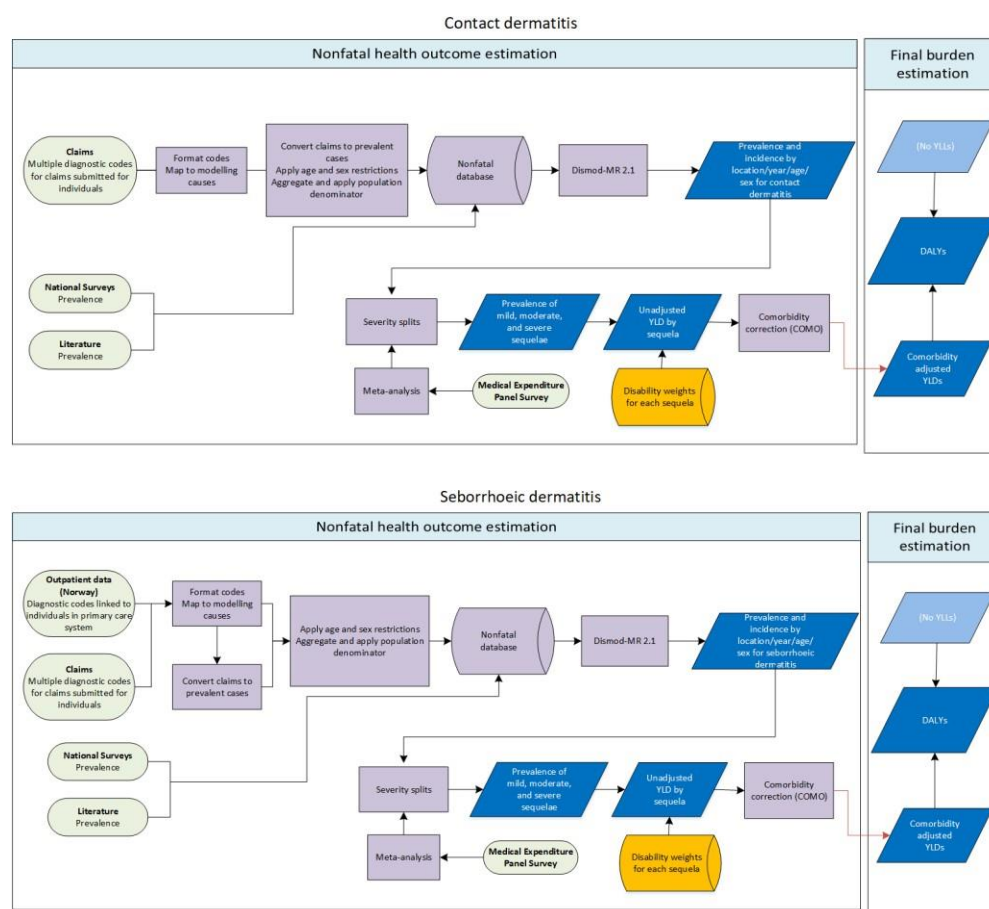 Contact dermatitis
Nonfatal health outcome estimation
Final burden
estimation
Claims
Multiple diagnostic codes
for claims submitted for
individuals
Format codes
Map to modelling
causes
Convert claims to prevalent
cases
Apply age and sex restrictions
Aggregate and apply population
denominator
Nonfatal
database
Dismod-MR 2.1
Prevalence and
incidence by
location/year/age/
sex for contact
dermatitis
(No YLLs)
DALYs
National Surveys
Prevalence
Literature
Prevalence
Severity splits
Prevalence of
mild, moderate,
and severe
sequelae
Unadjusted
YLD by
sequela
Comorbidity
correction (COMO)
Comorbidity
adjusted
YLDs
Meta-analysis
Medical Expenditure
Panel Survey
Disability weights
for each sequela
Seborrhoeic dermatitis
Nonfatal health outcome estimation
Final burden
estimation
Outpatient data
(Norway)
Diagnostic codes linked to
individuals in primary care
system
Format codes
Map to modelling
causes
Claims
Multiple diagnostic codes
for claims submitted for
individuals
Convert claims to
prevalent cases
Apply age and sex restrictions
Aggregate and apply population
denominator
Nonfatal
database
Dismod-MR 2.1
Prevalence and
incidence by
location/year/age/
sex for seborrhoeic
dermatitis
(No YLLs)
DALYs
National Surveys
Prevalence
Literature
Prevalence
Severity splits
Prevalence of
mild, moderate,
and severe
sequelae
Unadjusted
YLD by
sequela
Comorbidity
correction (COMO)
Comorbidity
adjusted
YLDs
Meta-analysis
Medical Expenditure
Panel Survey
Disability weights
for each sequela